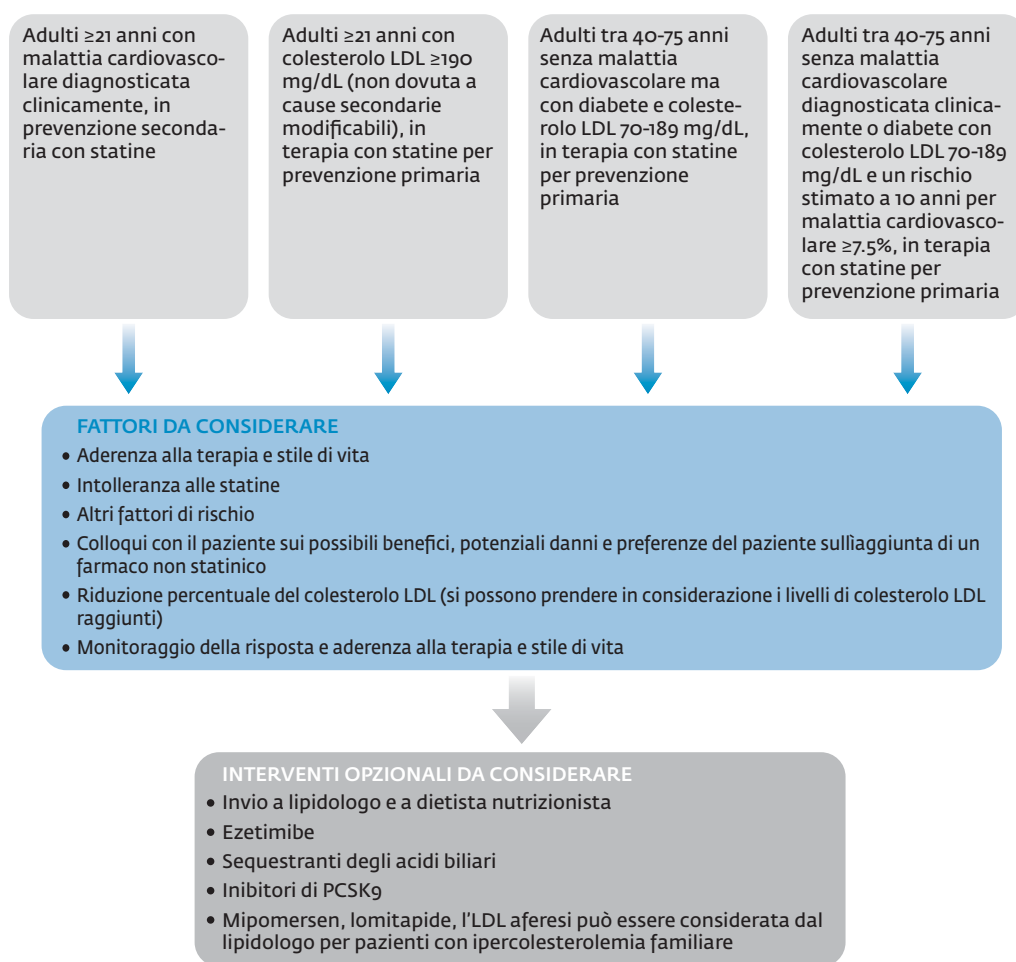 Adulti ≥21 anni con
malattia cardiovasco-
lare diagnosticata
clinicamente, in
prevenzione seconda-
ria con statine
Adulti ≥21 anni con
colesterolo LDL ≥190
mg/dL (non dovuta a
cause secondarie
modificabili), in
terapia con statine per
prevenzione primaria
Adulti tra 40-75 anni
senza malattia
cardiovascolare ma
con diabete e coleste-
rolo LDL 70-189 mg/dL,
in terapia con statine
per prevenzione
primaria
Adulti tra 40-75 anni
senza malattia
cardiovascolare
diagnosticata clinica-
mente o diabete con
colesterolo LDL 70-189
mg/dL e un rischio
stimato a 10 anni per
malattia cardiovasco-
lare ≥7.5%, in terapia
con statine per
prevenzione primaria
FATTORI DA CONSIDERARE
• Aderenza alla terapia e stile di vita
• Intolleranza alle statine
• Altri fattori di rischio
• Colloqui con il paziente sui possibili benefici, potenziali danni e preferenze del paziente sullìaggiunta di un
farmaco non statinico
• Riduzione percentuale del colesterolo LDL (si possono prendere in considerazione i livelli di colesterolo LDL
raggiunti)
• Monitoraggio della risposta e aderenza alla terapia e stile di vita
INTERVENTI OPZIONALI DA CONSIDERARE
• Invio a lipidologo e a dietista nutrizionista
• Ezetimibe
• Sequestranti degli acidi biliari
• Inibitori di PCSK9
• Mipomersen, lomitapide, l'LDL aferesi può essere considerata dal
lipidologo per pazienti con ipercolesterolemia familiare